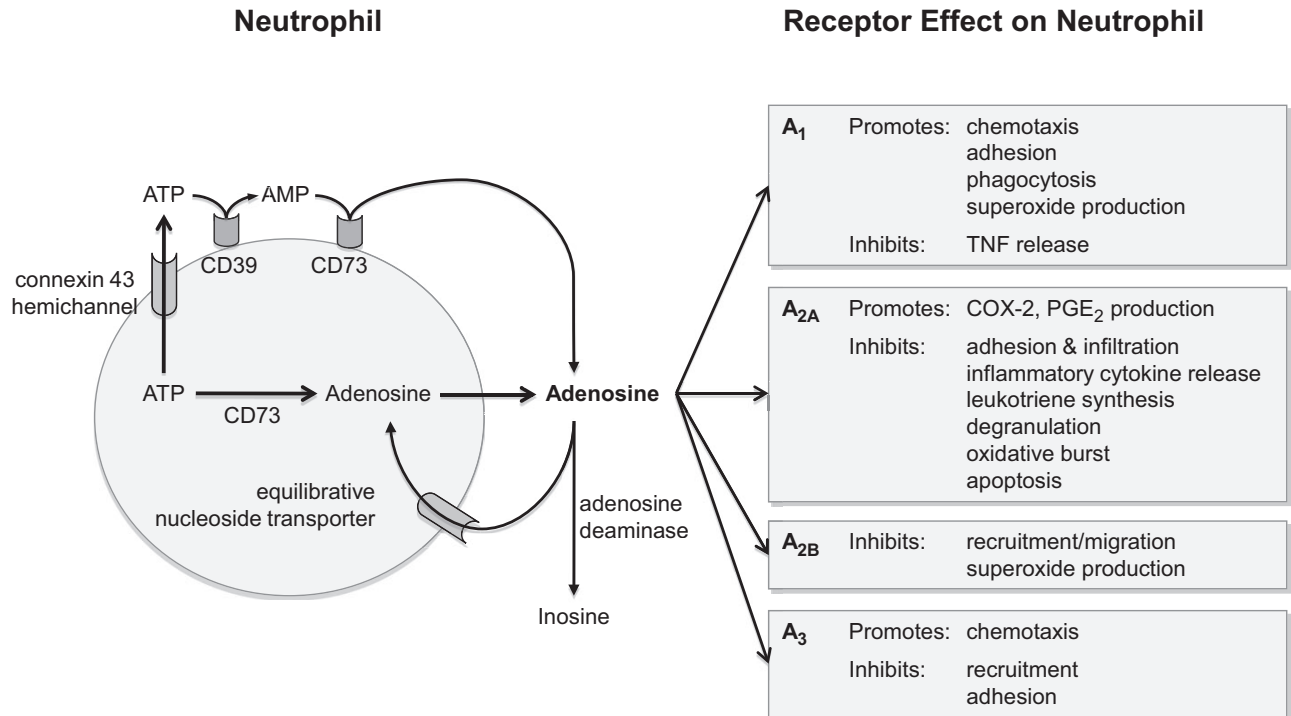 Neutrophil
Receptor Effect on Neutrophil
ATP
AMP
CD39
CD73
connexin 43
hemichannel
ATP
CD73
Adenosine
Adenosine
equilibrative
nucleoside transporter
adenosine
deaminase
Inosine
A1 Promotes: chemotaxis
adhesion
phagocytosis
superoxide production
Inhibits: TNF release
A2A Promotes: COX-2, PGE2 production
Inhibits: adhesion & infiltration
inflammatory cytokine release
leukotriene synthesis
degranulation
oxidative burst
apoptosis
A2B Inhibits: recruitment/migration
superoxide production
A3 Promotes: chemotaxis
Inhibits: recruitment
adhesion